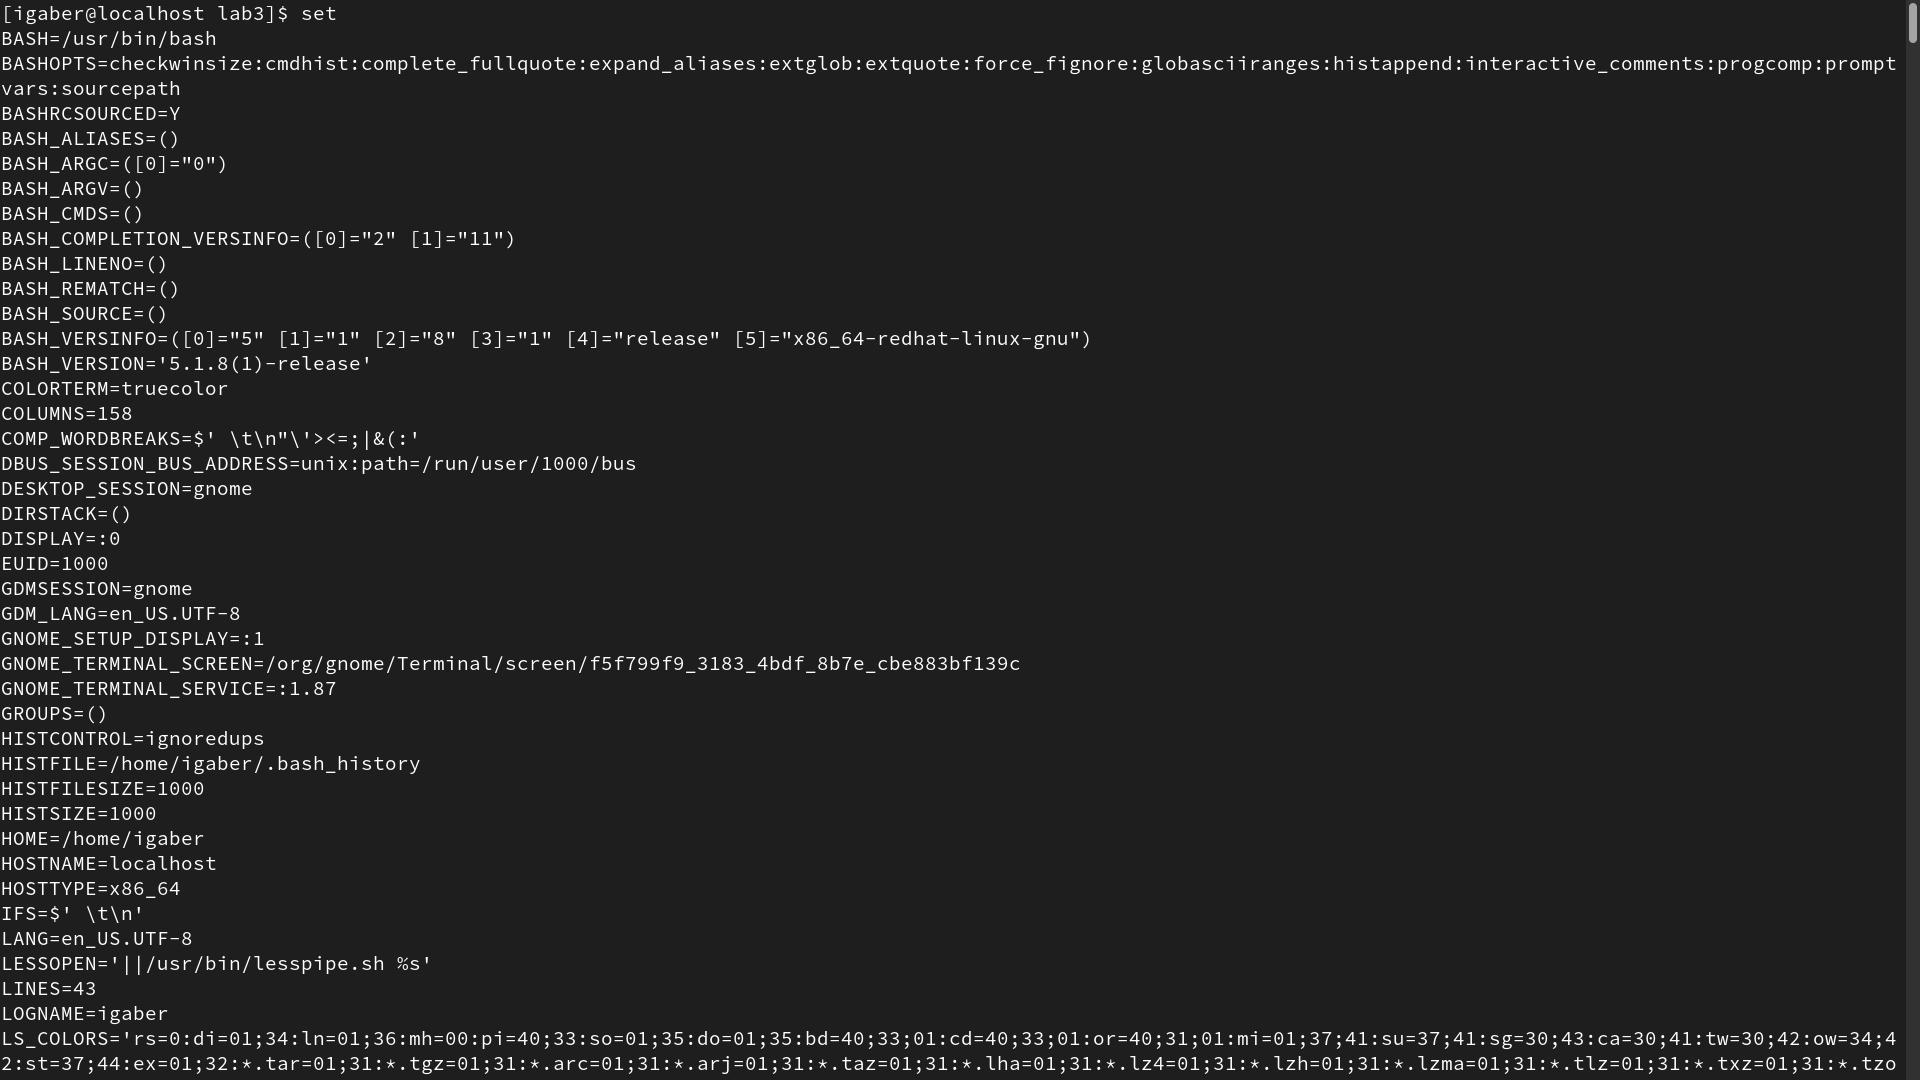 [igaber@localhost lab3]$ set
BASH=/usr/bin/bash
BASHOPTS=checkwinsize:cmdhist:complete_fullquote:expand_aliases:extglob:extquote:force_fignore:globasciiranges:histappend:interactive_comments:progcomp:prompt
vars:sourcepath
BASHRCSOURCED=Y
BASH_ALIASES=()
BASH_ARGC=([0]="0")
BASH_ARGV=()
BASH_CMDS=()
BASH_COMPLETION_VERSINFO=([0]="2" [1]="11")
BASH_LINENO=()
BASH_REMATCH=()
BASH_SOURCE=()
BASH_VERSINFO=([0]="5" [1]="1" [2]="8" [3]="1" [4]="release" [5]="x86_64-redhat-linux-gnu")
BASH_VERSION='5.1.8(1)-release'
COLORTERM=truecolor
COLUMNS=158
COMP_WORDBREAKS=$' \t\n"\'><=;|&(:'
DBUS_SESSION_BUS_ADDRESS=unix:path=/run/user/1000/bus
DESKTOP_SESSION=gnome
DIRSTACK=()
DISPLAY=:0
EUID=1000
GDMSESSION=gnome
GDM_LANG=en_US.UTF-8
GNOME_SETUP_DISPLAY=:1
GNOME_TERMINAL_SCREEN=/org/gnome/Terminal/screen/f5f799f9_3183_4bdf_8b7e_cbe883bf139c
GNOME_TERMINAL_SERVICE=:1.87
GROUPS=()
HISTCONTROL=ignoredups
HISTFILE=/home/igaber/.bash_history
HISTFILESIZE=1000
HISTSIZE=1000
HOME=/home/igaber
HOSTNAME=localhost
HOSTTYPE=x86_64
IFS=$' \t\n'
LANG=en_US.UTF-8
LESSOPEN='||/usr/bin/lesspipe.sh %s'
LINES=43
LOGNAME=igaber
LS_COLORS='rs=0:di=01;34:ln=01;36:mh=00:pi=40;33:so=01;35:do=01;35:bd=40;33;01:cd=40;33;01:or=40;31;01:mi=01;37;41:su=37;41:sg=30;43:ca=30;41:tw=30;42:ow=34;4
2:st=37;44:ex=01;32:*.tar=01;31:*.tgz=01;31:*.arc=01;31:*.arj=01;31:*.taz=01;31:*.lha=01;31:*.lz4=01;31:*.lzh=01;31:*.lzma=01;31:*.tlz=01;31:*.txz=01;31:*.tzo